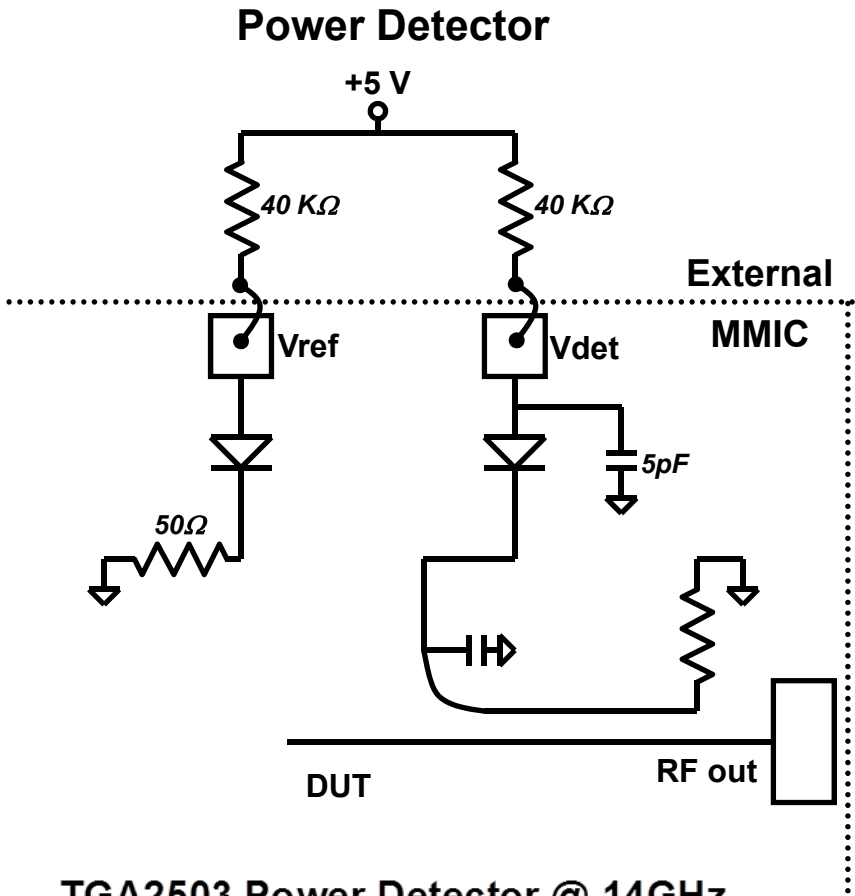 Power Detector
+5 V
40 KΩ
40 KΩ
External
MMIC
Vref
Vdet
5pF
50Ω
RF out
DUT
TGA2503 Power Detector @ 14GHz